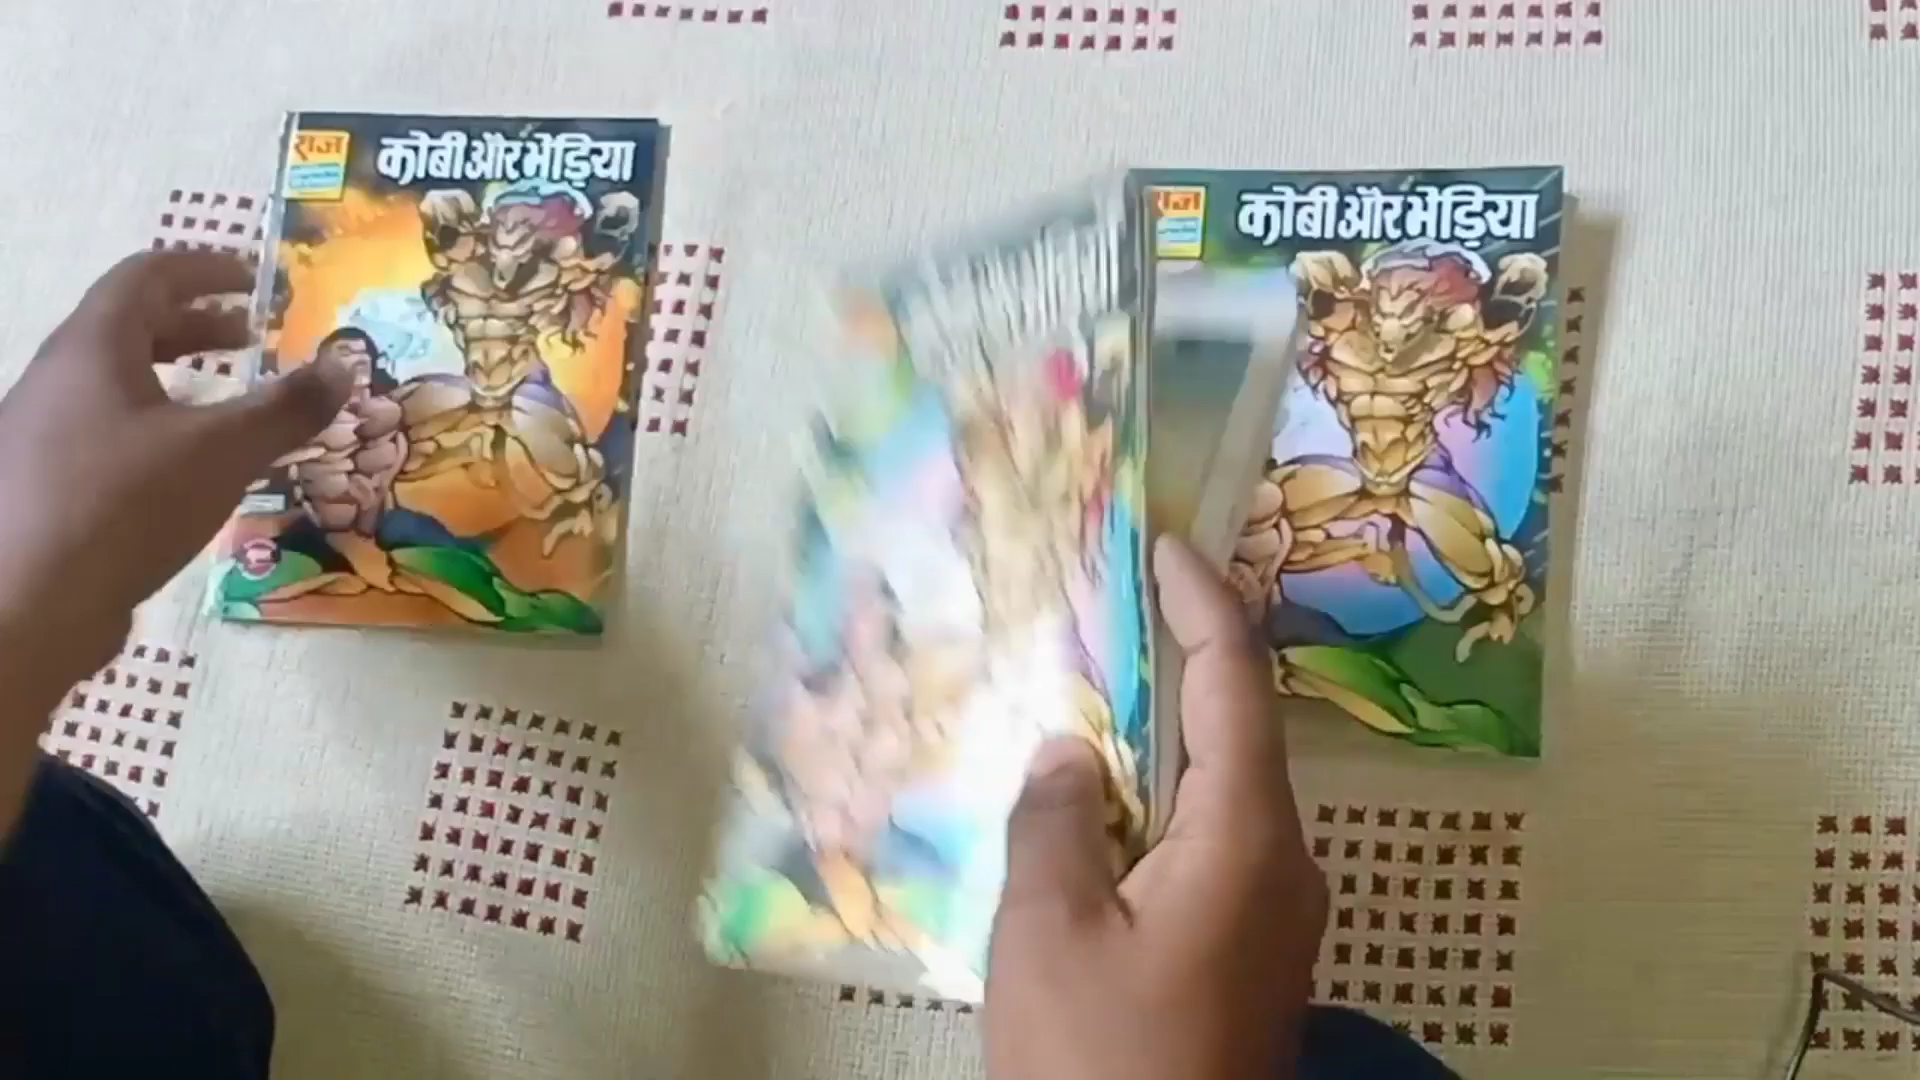 राज
कोबी और भेड़िया
राज
कोबी और भेड़िया